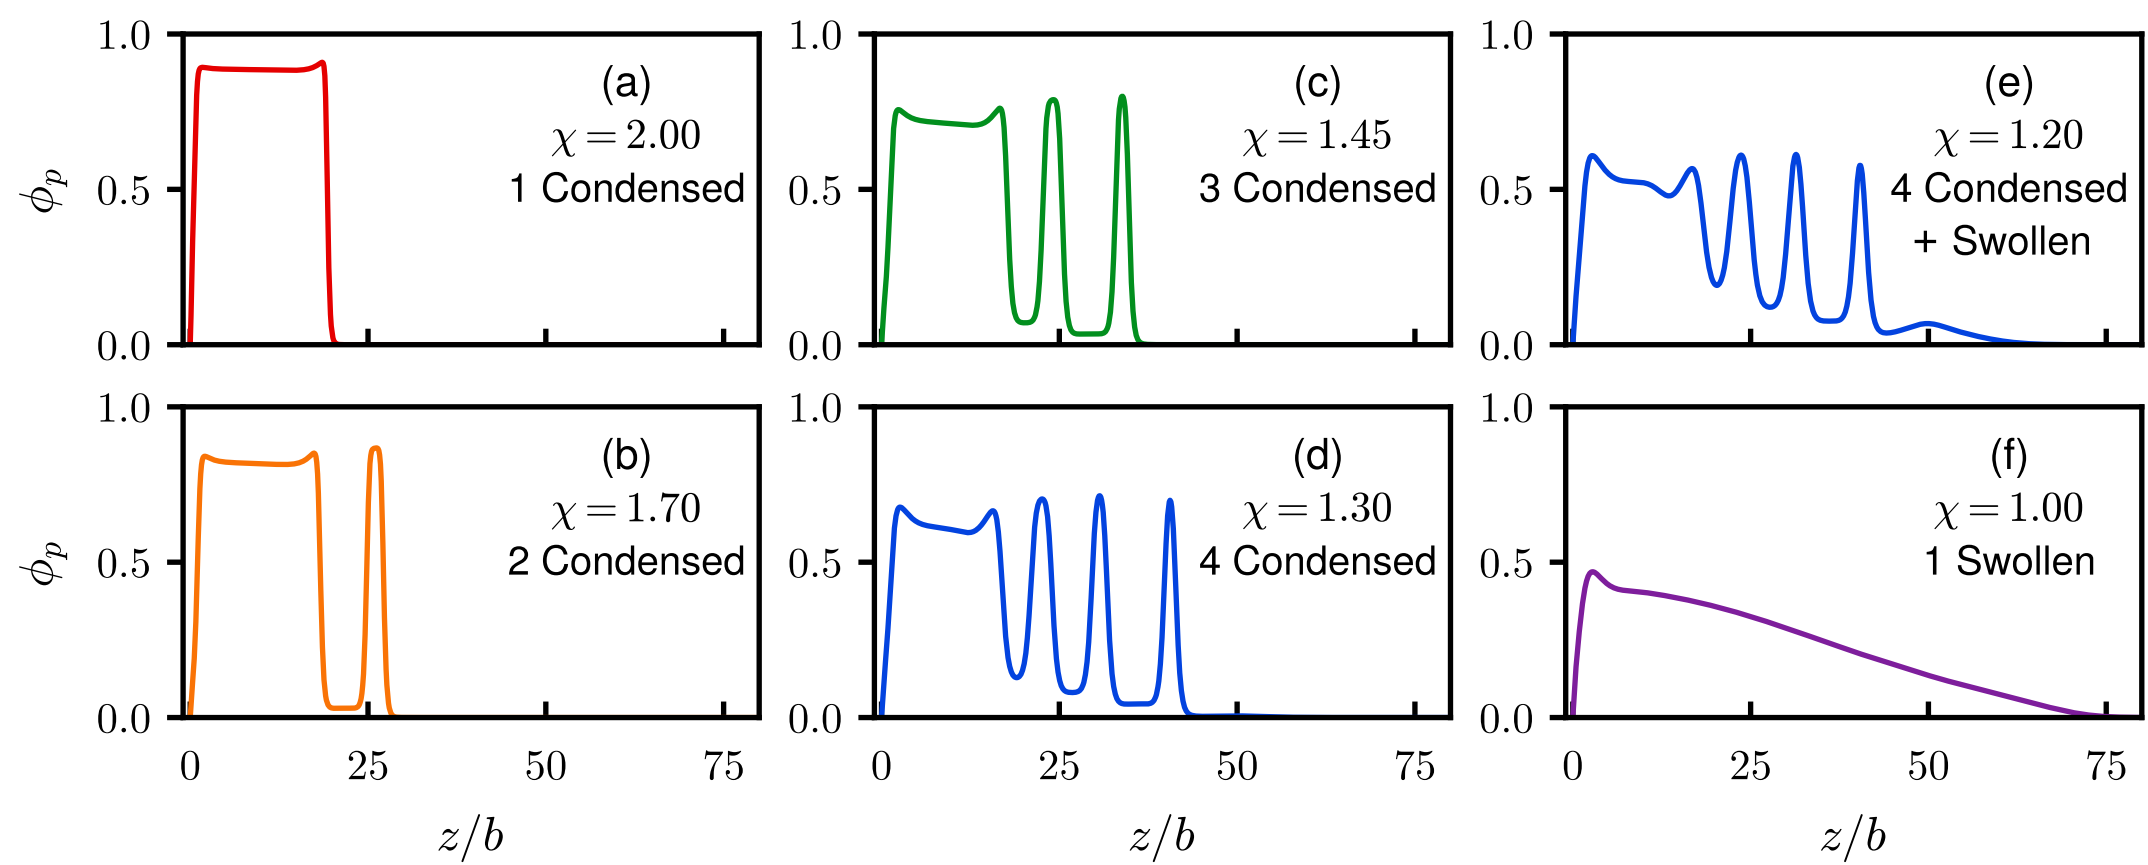 1.0
0.5
0.0
ϕp
(a)
χ = 2.00
1 Condensed
1.0
0.5
0.0
(c)
χ = 1.45
3 Condensed
1.0
0.5
0.0
(e)
χ = 1.20
4 Condensed
+ Swollen
1.0
0.5
0.0
ϕp
(b)
χ = 1.70
2 Condensed
0 25 50 75
z/b
1.0
0.5
0.0
(d)
χ = 1.30
4 Condensed
0 25 50 75
z/b
1.0
0.5
0.0
(f)
χ = 1.00
1 Swollen
0 25 50 75
z/b